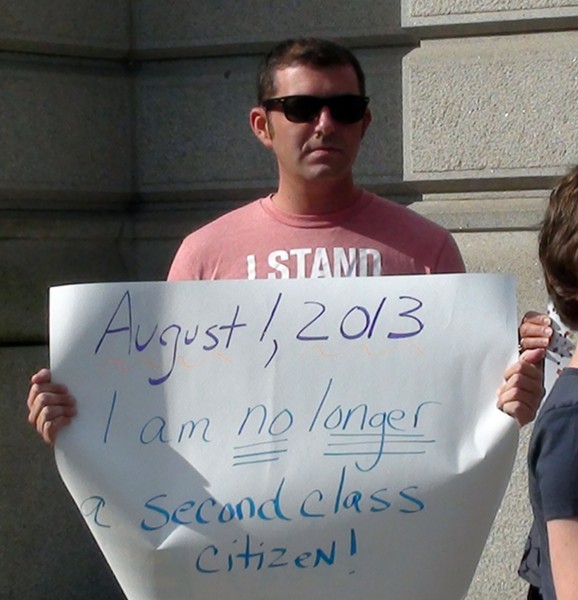 I STAND
August 1, 2013
I am no longer
a second class
citizen!